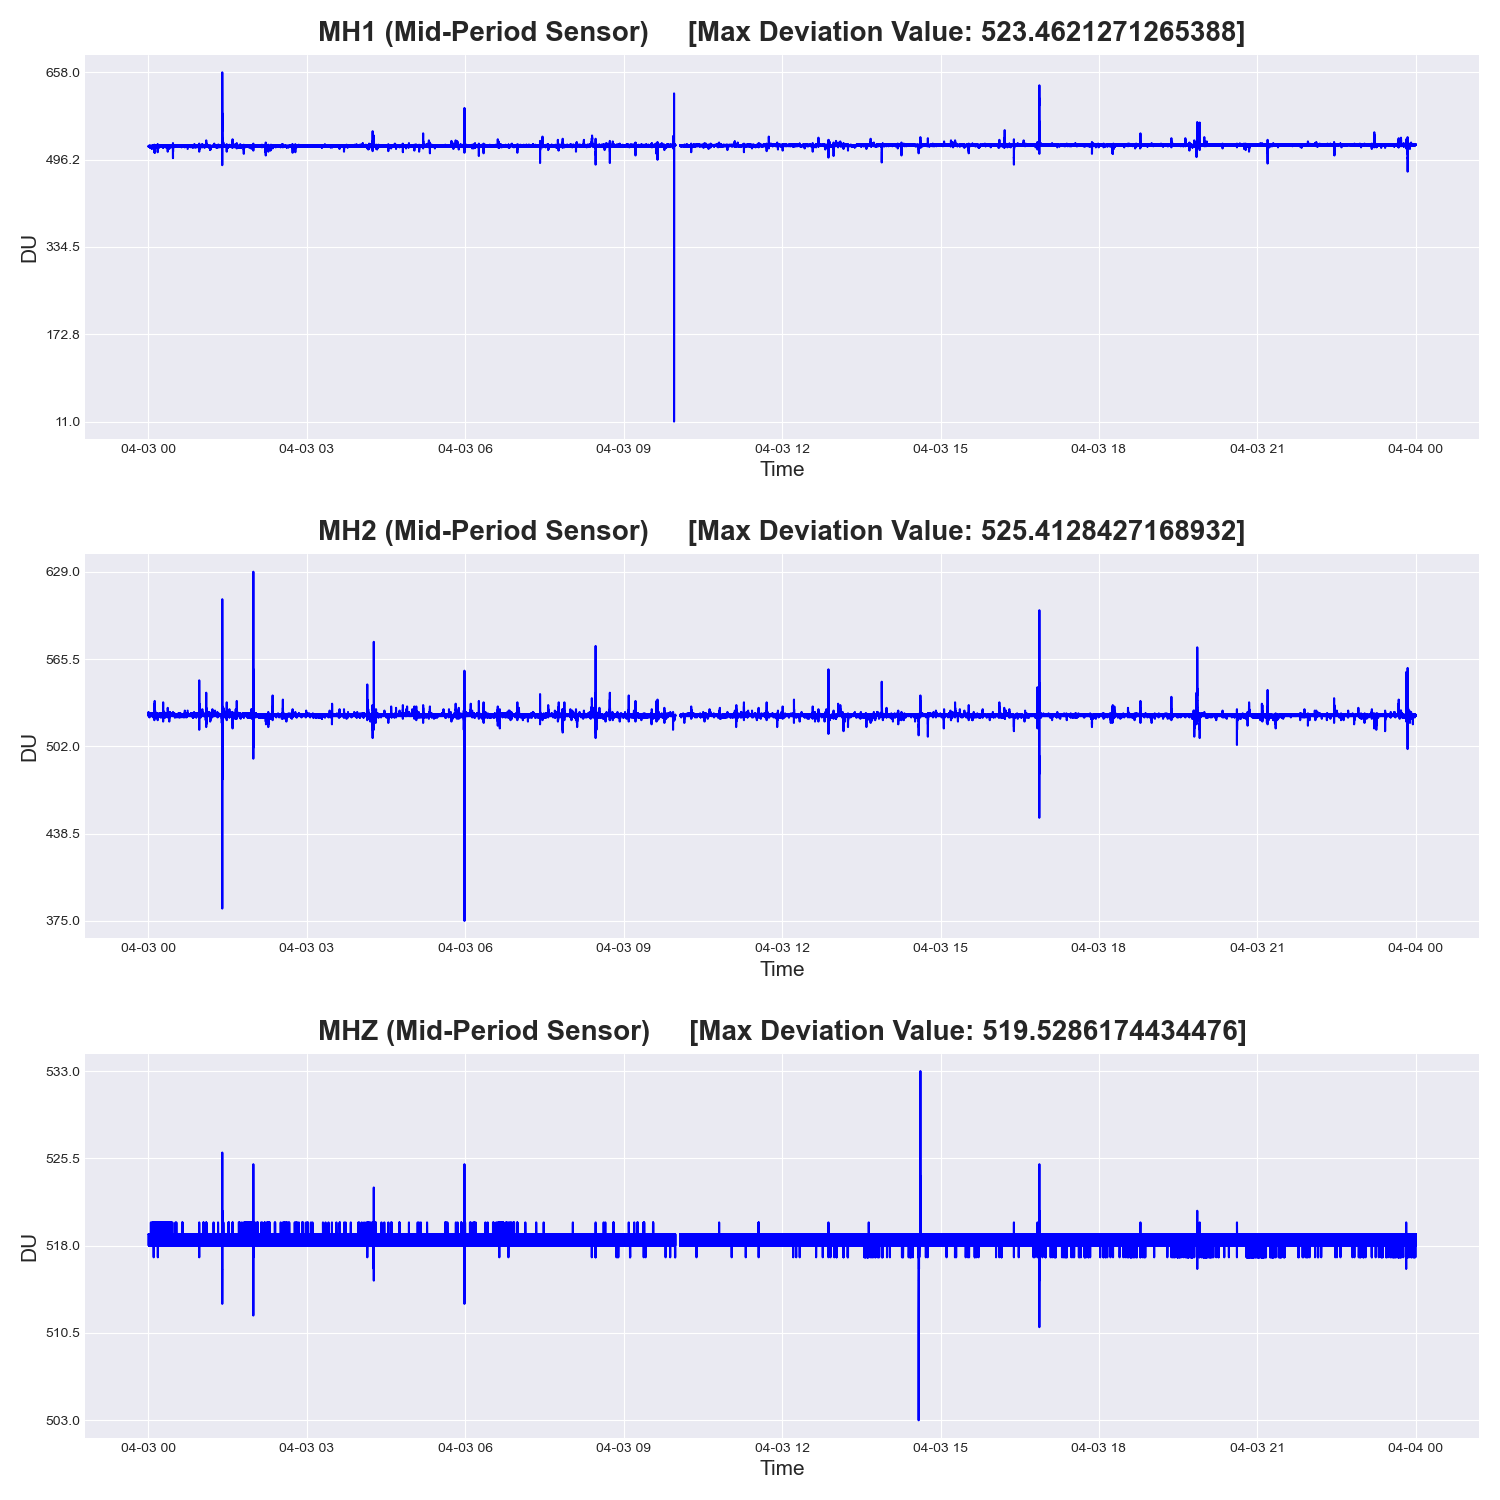 MH1 (Mid-Period Sensor) [Max Deviation Value: 523.4621271265388]
658.0
496.2
334.5
172.8
11.0
DU
04-03 00 04-03 03 04-03 06 04-03 09 04-03 12 04-03 15 04-03 18 04-03 21 04-04 00
Time
MH2 (Mid-Period Sensor) [Max Deviation Value: 525.4128427168932]
629.0
565.5
502.0
438.5
375.0
DU
04-03 00 04-03 03 04-03 06 04-03 09 04-03 12 04-03 15 04-03 18 04-03 21 04-04 00
Time
MHZ (Mid-Period Sensor) [Max Deviation Value: 519.5286174434476]
533.0
525.5
518.0
510.5
503.0
DU
04-03 00 04-03 03 04-03 06 04-03 09 04-03 12 04-03 15 04-03 18 04-03 21 04-04 00
Time